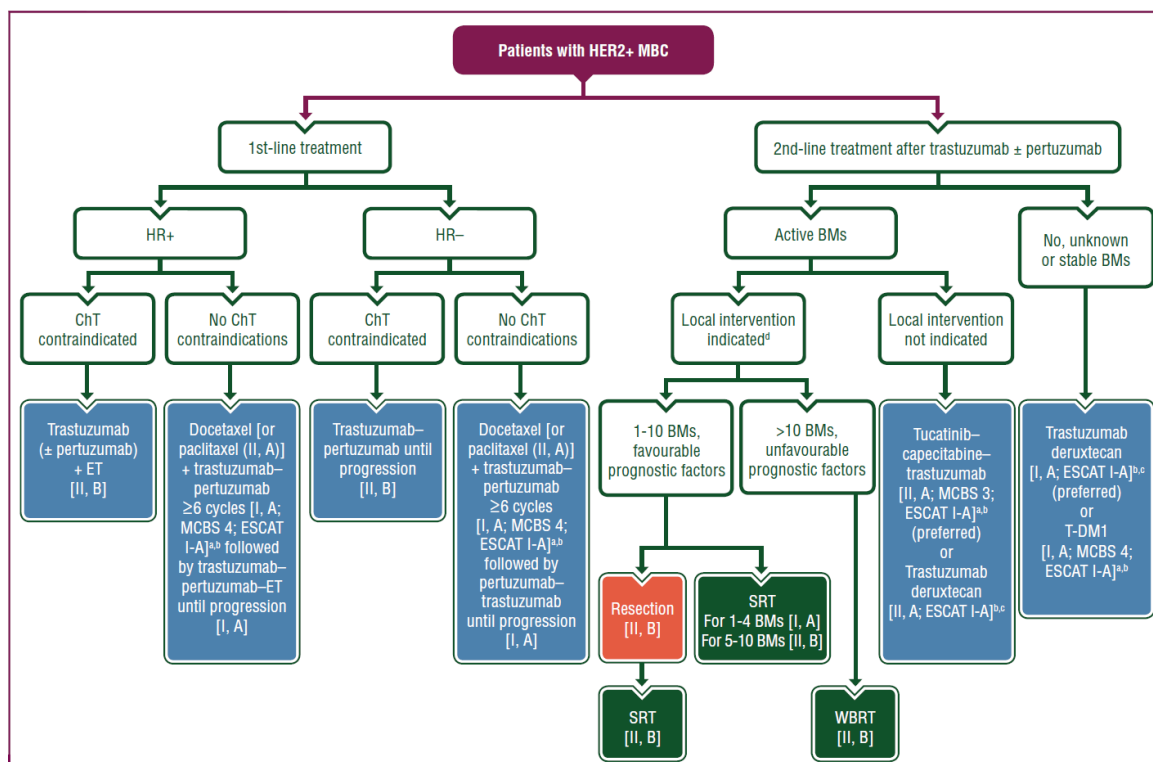 Patients with HER2+ MBC
1st-line treatment
2nd-line treatment after trastuzumab ± pertuzumab
HR+
HR–
Active BMs
No, unknown
or stable BMs
ChT
contraindicated
No ChT
contraindications
ChT
contraindicated
No ChT
contraindications
Local intervention
indicatedᵈ
Local intervention
not indicated
Trastuzumab
(± pertuzumab)
+ ET
[II, B]
Docetaxel [or
paclitaxel (II, A)]
+ trastuzumab–
pertuzumab
≥6 cycles [I, A;
MCBS 4; ESCAT
I-A]ᵃ,ᵇ followed
by trastuzumab–
pertuzumab–ET
until progression
[I, A]
Trastuzumab–
pertuzumab until
progression
[II, B]
Docetaxel [or
paclitaxel (II, A)]
+ trastuzumab–
pertuzumab
≥6 cycles
[I, A; MCBS 4;
ESCAT I-A]ᵃ,ᵇ
followed by
pertuzumab–
trastuzumab
until progression
[I, A]
1-10 BMs,
favourable
prognostic factors
>10 BMs,
unfavourable
prognostic factors
Tucatinib–
capecitabine–
trastuzumab
[II, A; MCBS 3;
ESCAT I-A]ᵃ,ᵇ
(preferred)
or
Trastuzumab
deruxtecan
[II, A; ESCAT I-A]ᵇ,ᶜ
Trastuzumab
deruxtecan
[I, A; ESCAT I-A]ᵇ,ᶜ
(preferred)
or
T-DM1
[I, A; MCBS 4;
ESCAT I-A]ᵃ,ᵇ
Resection
[II, B]
SRT
For 1-4 BMs [I, A]
For 5-10 BMs [II, B]
SRT
[II, B]
WBRT
[II, B]